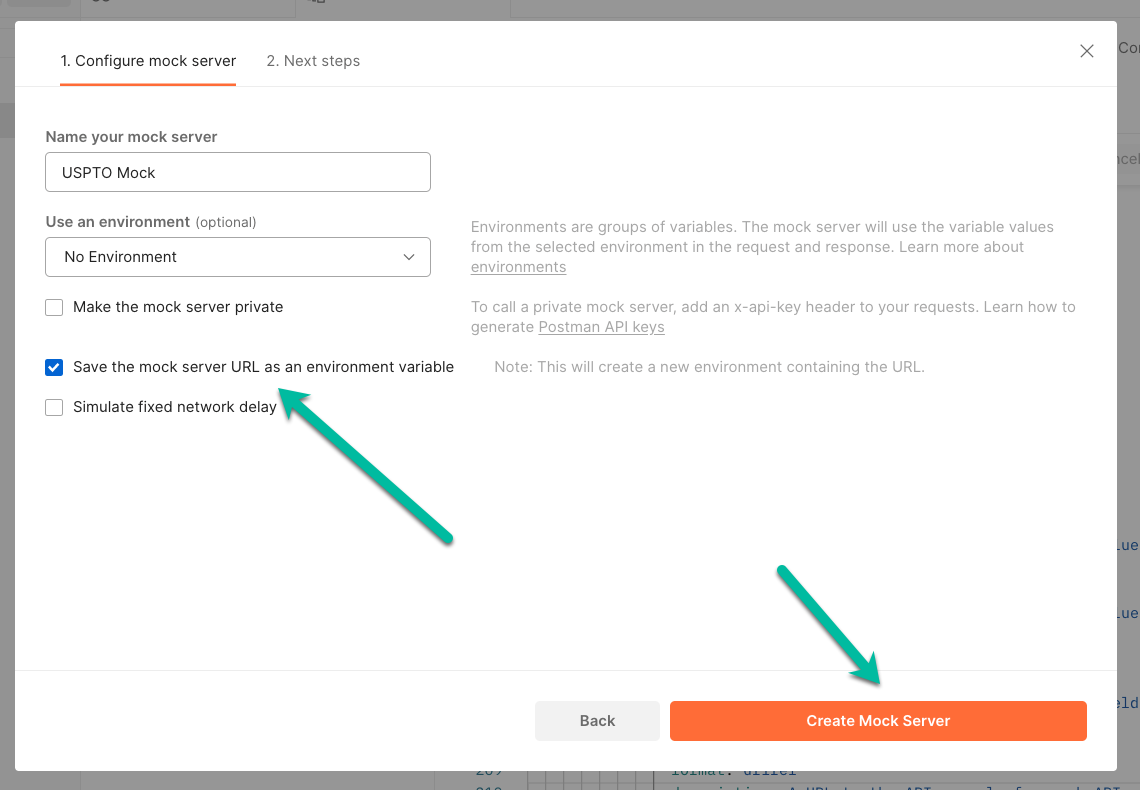 1. Configure mock server
2. Next steps
Name your mock server
USPTO Mock
Use an environment (optional)
No Environment
Environments are groups of variables. The mock server will use the variable values
from the selected environment in the request and response. Learn more about
environments
Make the mock server private
To call a private mock server, add an x-api-key header to your requests. Learn how to
generate Postman API keys
Save the mock server URL as an environment variable
Note: This will create a new environment containing the URL.
Simulate fixed network delay
Back
Create Mock Server